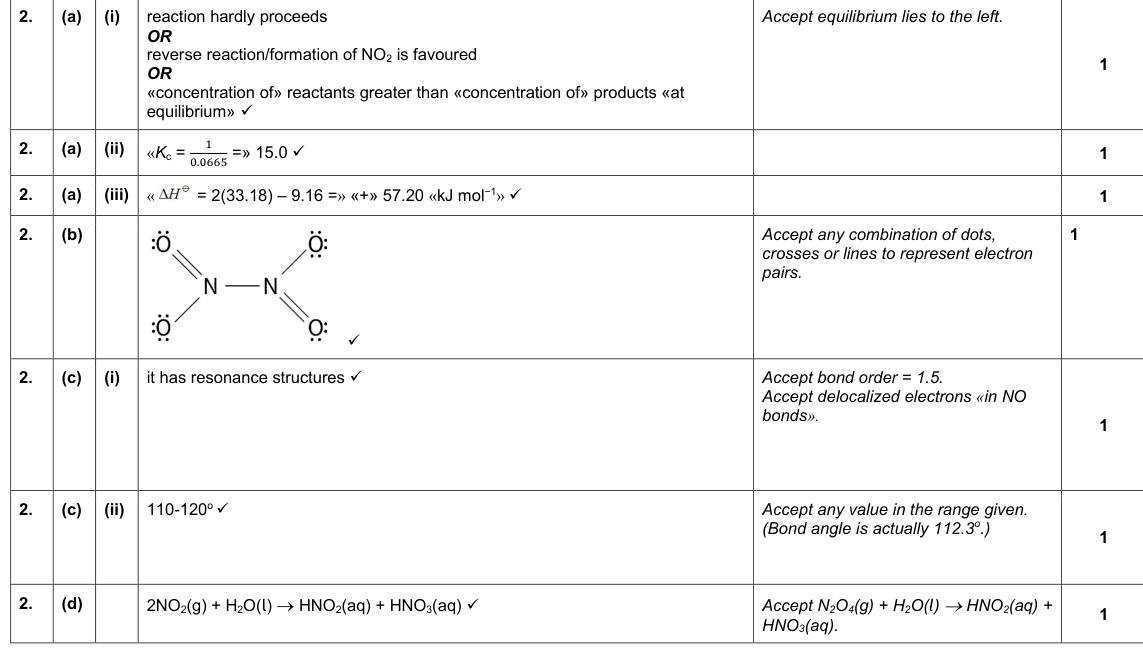 2. (a) (i) reaction hardly proceeds Accept equilibrium lies to the left.
OR
reverse reaction/formation of NO₂ is favoured
OR
1
«concentration of» reactants greater than «concentration of» products «at
equilibrium» ✓
2. (a) (ii) «Kc = 1/0.0665 =» 15.0 ✓ 1
2. (a) (iii) « ΔH⊖ = 2(33.18) – 9.16 =» «+» 57.20 «kJ mol⁻¹» ✓ 1
2. (b) Accept any combination of dots, 1
crosses or lines to represent electron
pairs.
:Ö Ö:
N — N
:Ö O: ✓
2. (c) (i) it has resonance structures ✓ Accept bond order = 1.5.
Accept delocalized electrons «in NO
bonds».
1
2. (c) (ii) 110-120° ✓ Accept any value in the range given.
(Bond angle is actually 112.3°.)
1
2. (d) 2NO₂(g) + H₂O(l) → HNO₂(aq) + HNO₃(aq) ✓ Accept N₂O₄(g) + H₂O(l) → HNO₂(aq) +
HNO₃(aq).
1